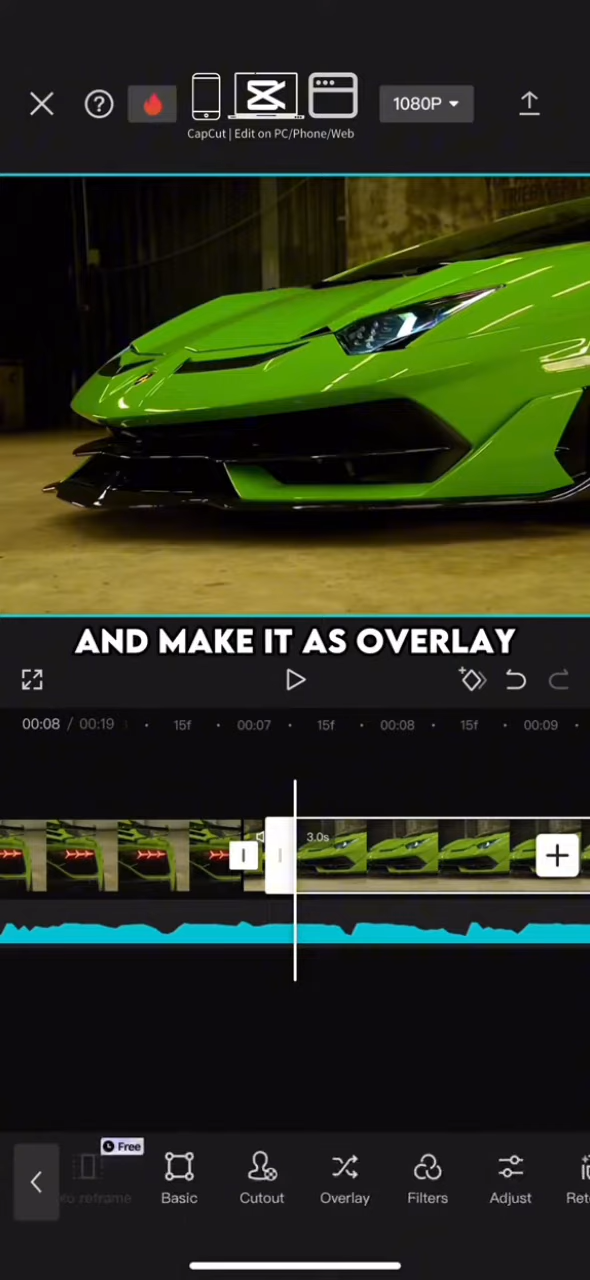 1080P
CapCut | Edit on PC/Phone/Web
AND MAKE IT AS OVERLAY
00:08 / 00:19 15f 00:07 15f 00:08 15f 00:09
3.0s
Free
Basic Cutout Overlay Filters Adjust